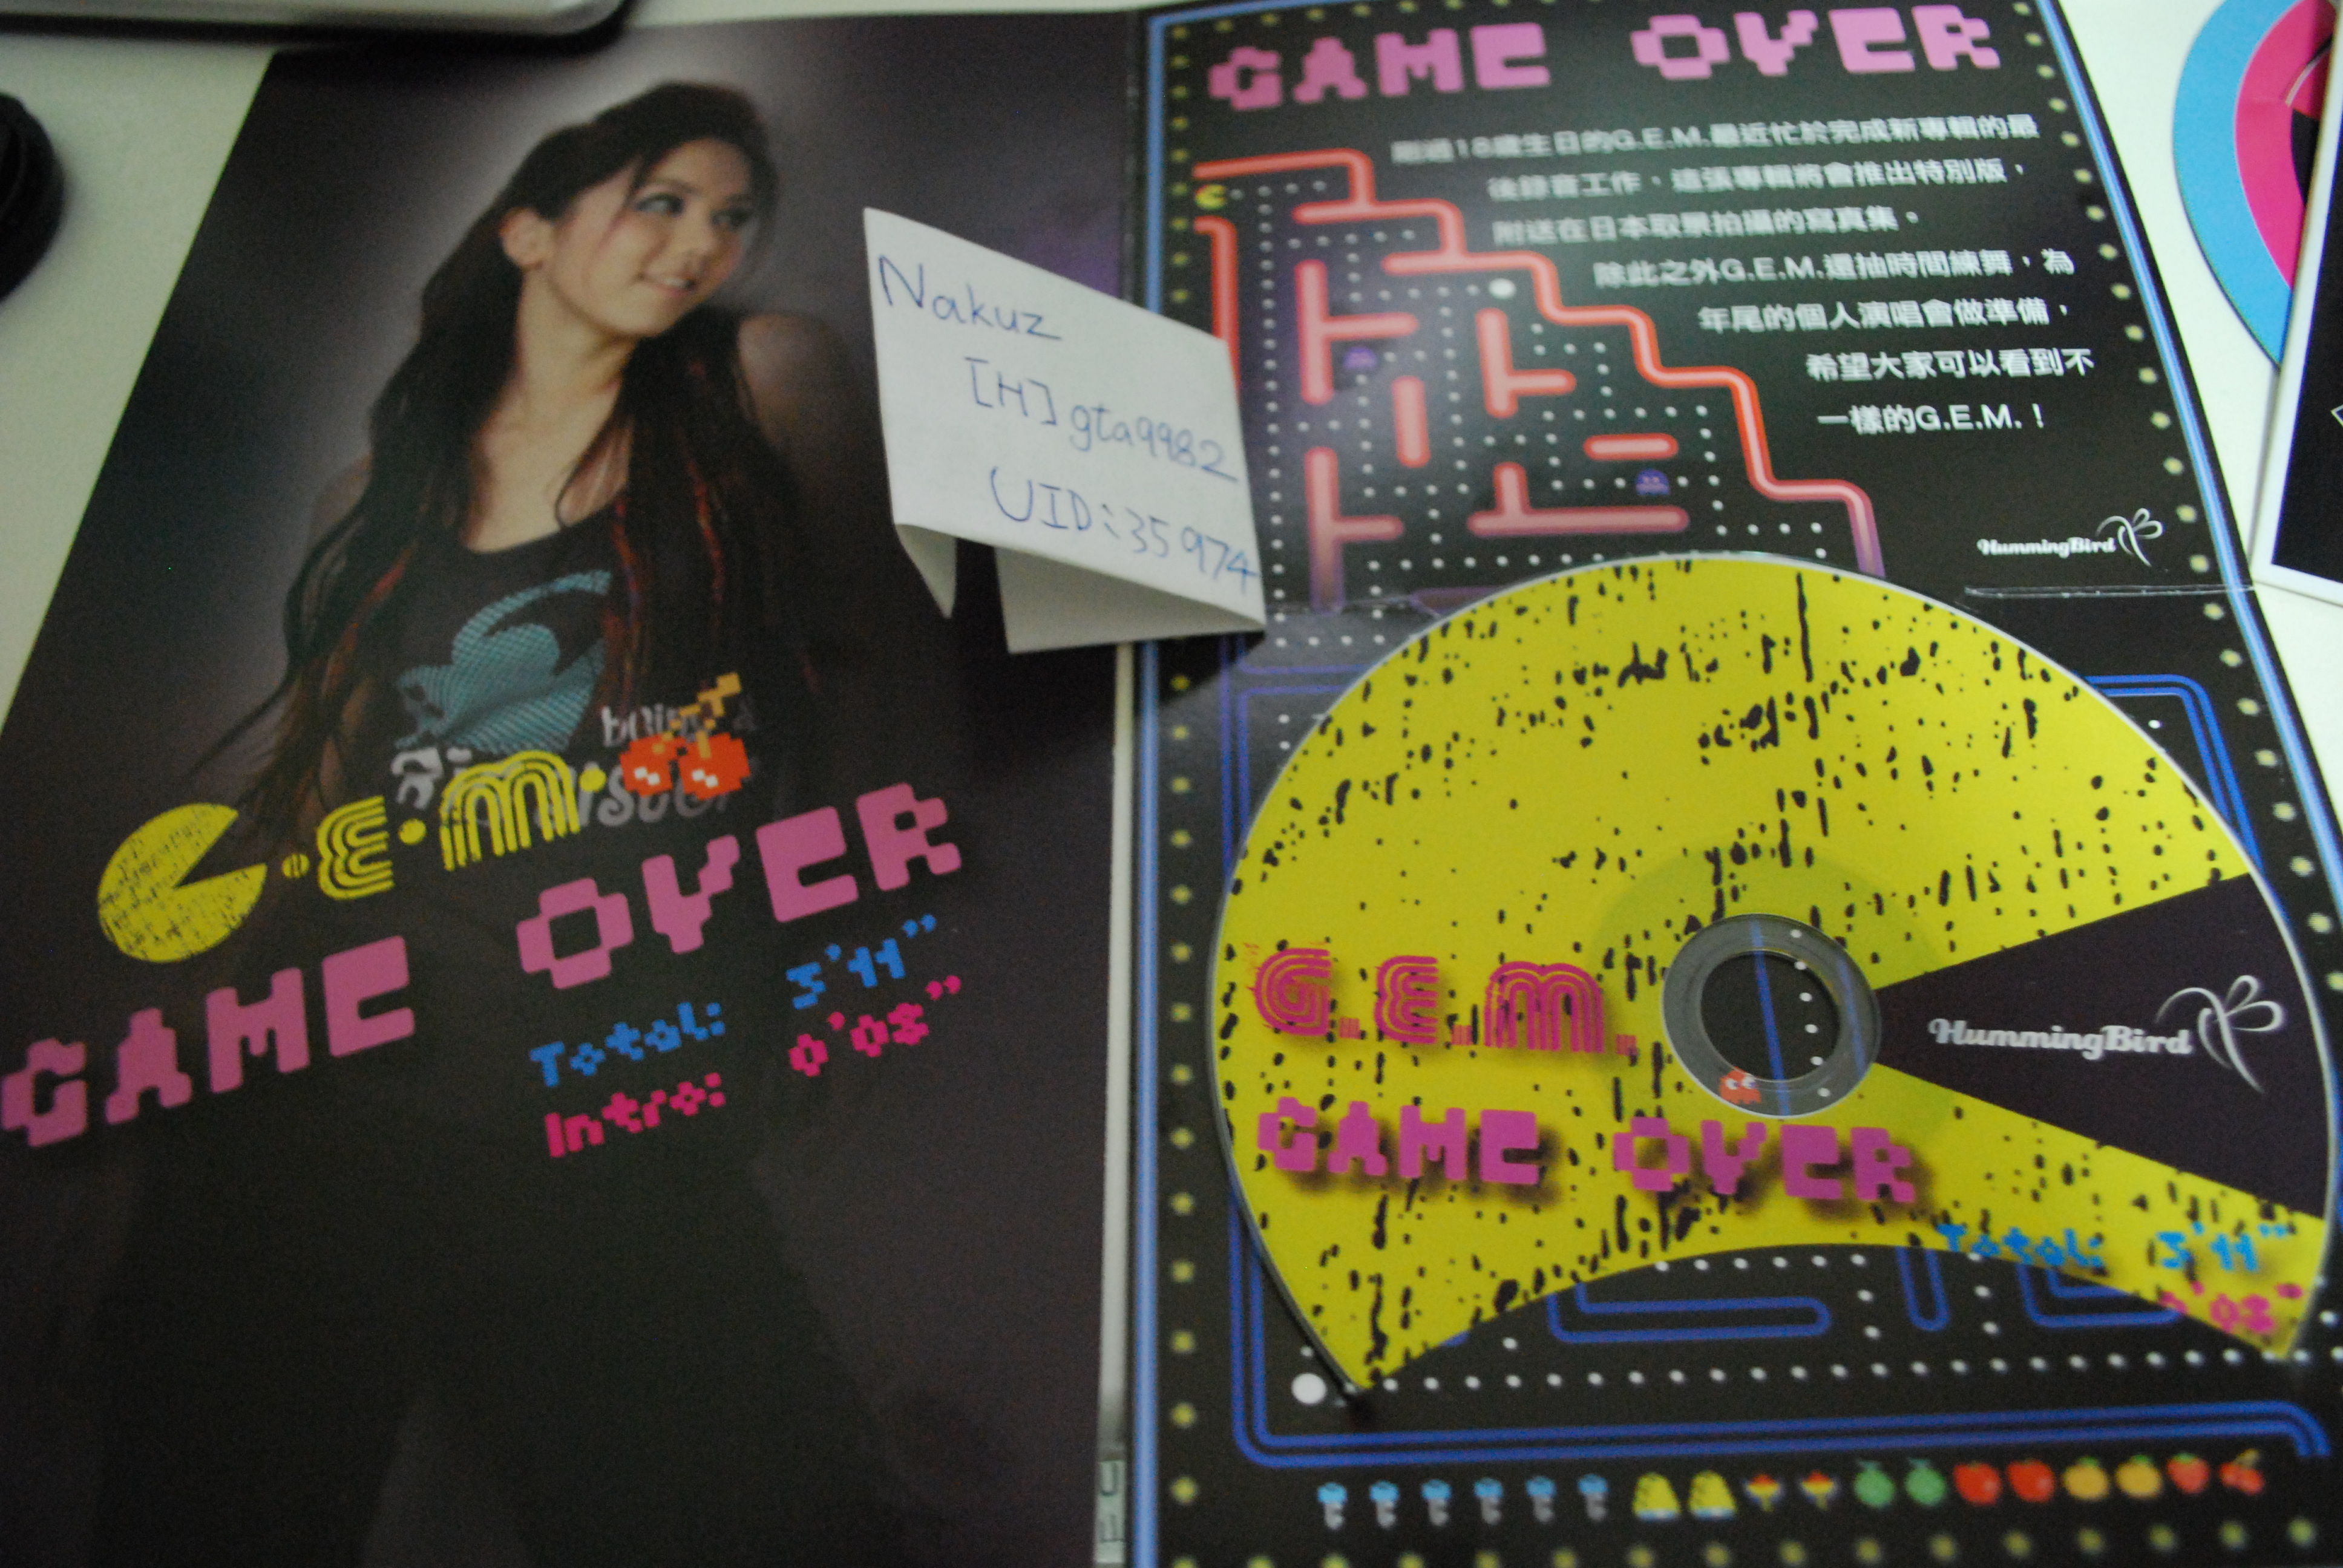 G.E.M.
GAME OVER
Total: 3'11"
Intro: 0'03"
Nakuz
[H]gta9982
UID:35974
GAME OVER
剛過18歲生日的G.E.M.最近忙於完成新專輯的最
後錄音工作，這張專輯將會推出特別版，
附送在日本取景拍攝的寫真集。
除此之外G.E.M.還抽時間練舞，為
年尾的個人演唱會做準備，
希望大家可以看到不
一樣的G.E.M.！
HummingBird
G.E.M.
GAME OVER
HummingBird
Total: 3'11"
0'03"